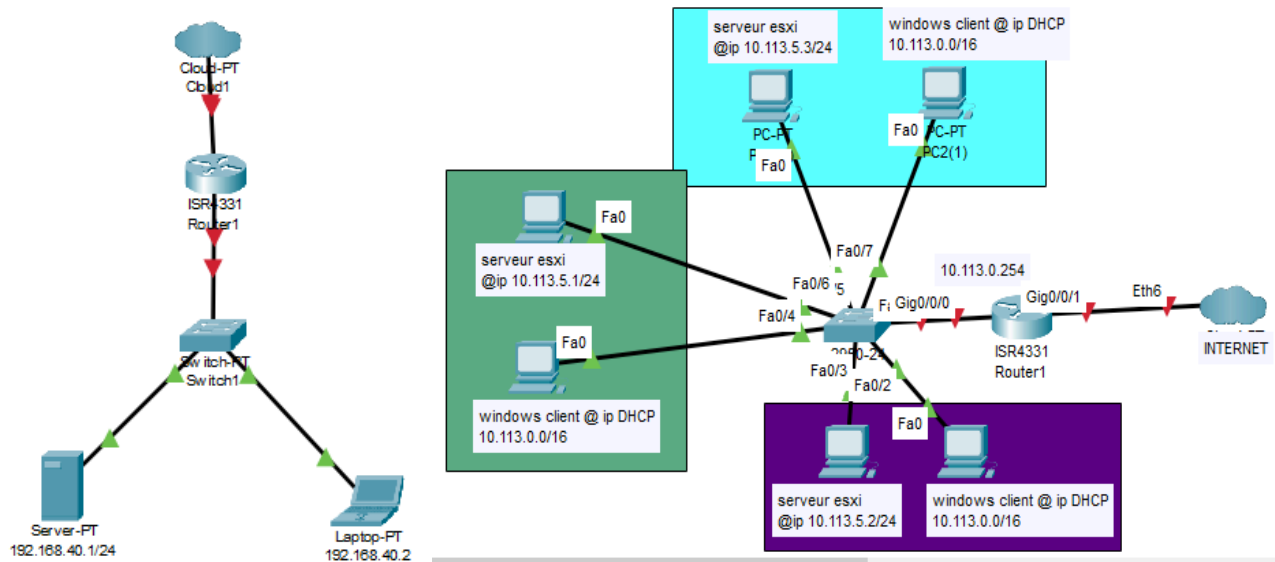 Cloud-PT
Cloud1
ISR4331
Router1
Switch-PT
Switch1
Server-PT
192.168.40.1/24
Laptop-PT
192.168.40.2
serveur esxi
@ip 10.113.5.3/24
windows client @ ip DHCP
10.113.0.0/16
PC-PT
Fa0
Fa0
PC-PT
PC2(1)
Fa0
serveur esxi
@ip 10.113.5.1/24
Fa0
windows client @ ip DHCP
10.113.0.0/16
Fa0/7
Fa0/6
Fa0/4
Gig0/0/0
10.113.0.254
Gig0/0/1
Eth6
ISR4331
Router1
INTERNET
Fa0/3
Fa0/2
Fa0
serveur esxi
@ip 10.113.5.2/24
windows client @ ip DHCP
10.113.0.0/16